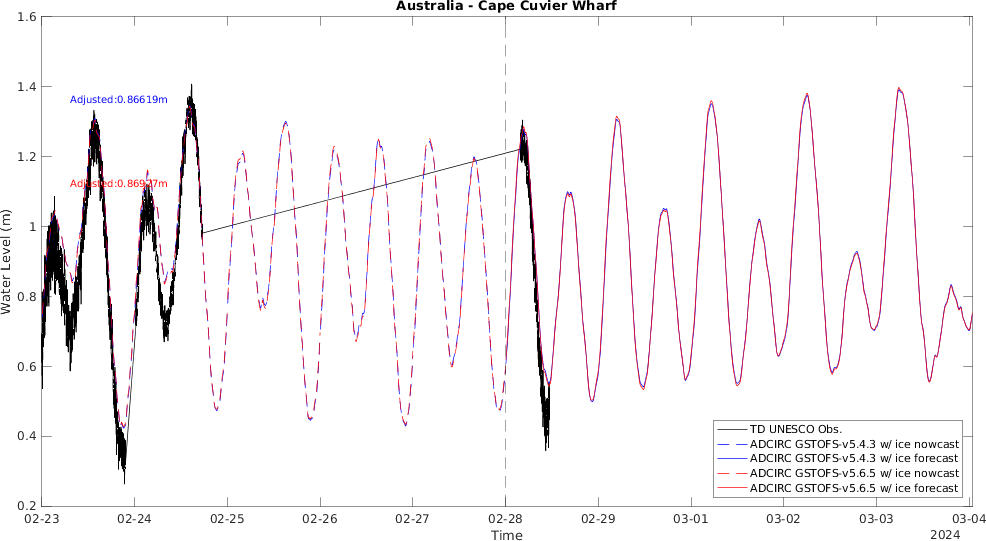 Australia - Cape Cuvier Wharf
1.6
1.4
1.2
1
0.8
0.6
0.4
0.2
Water Level (m)
Adjusted:0.86619m
TD UNESCO Obs.
ADCIRC GSTOFS-v5.4.3 w/ ice nowcast
ADCIRC GSTOFS-v5.4.3 w/ ice forecast
ADCIRC GSTOFS-v5.6.5 w/ ice nowcast
ADCIRC GSTOFS-v5.6.5 w/ ice forecast
02-23 02-24 02-25 02-26 02-27 02-28 02-29 03-01 03-02 03-03 03-04
Time
2024